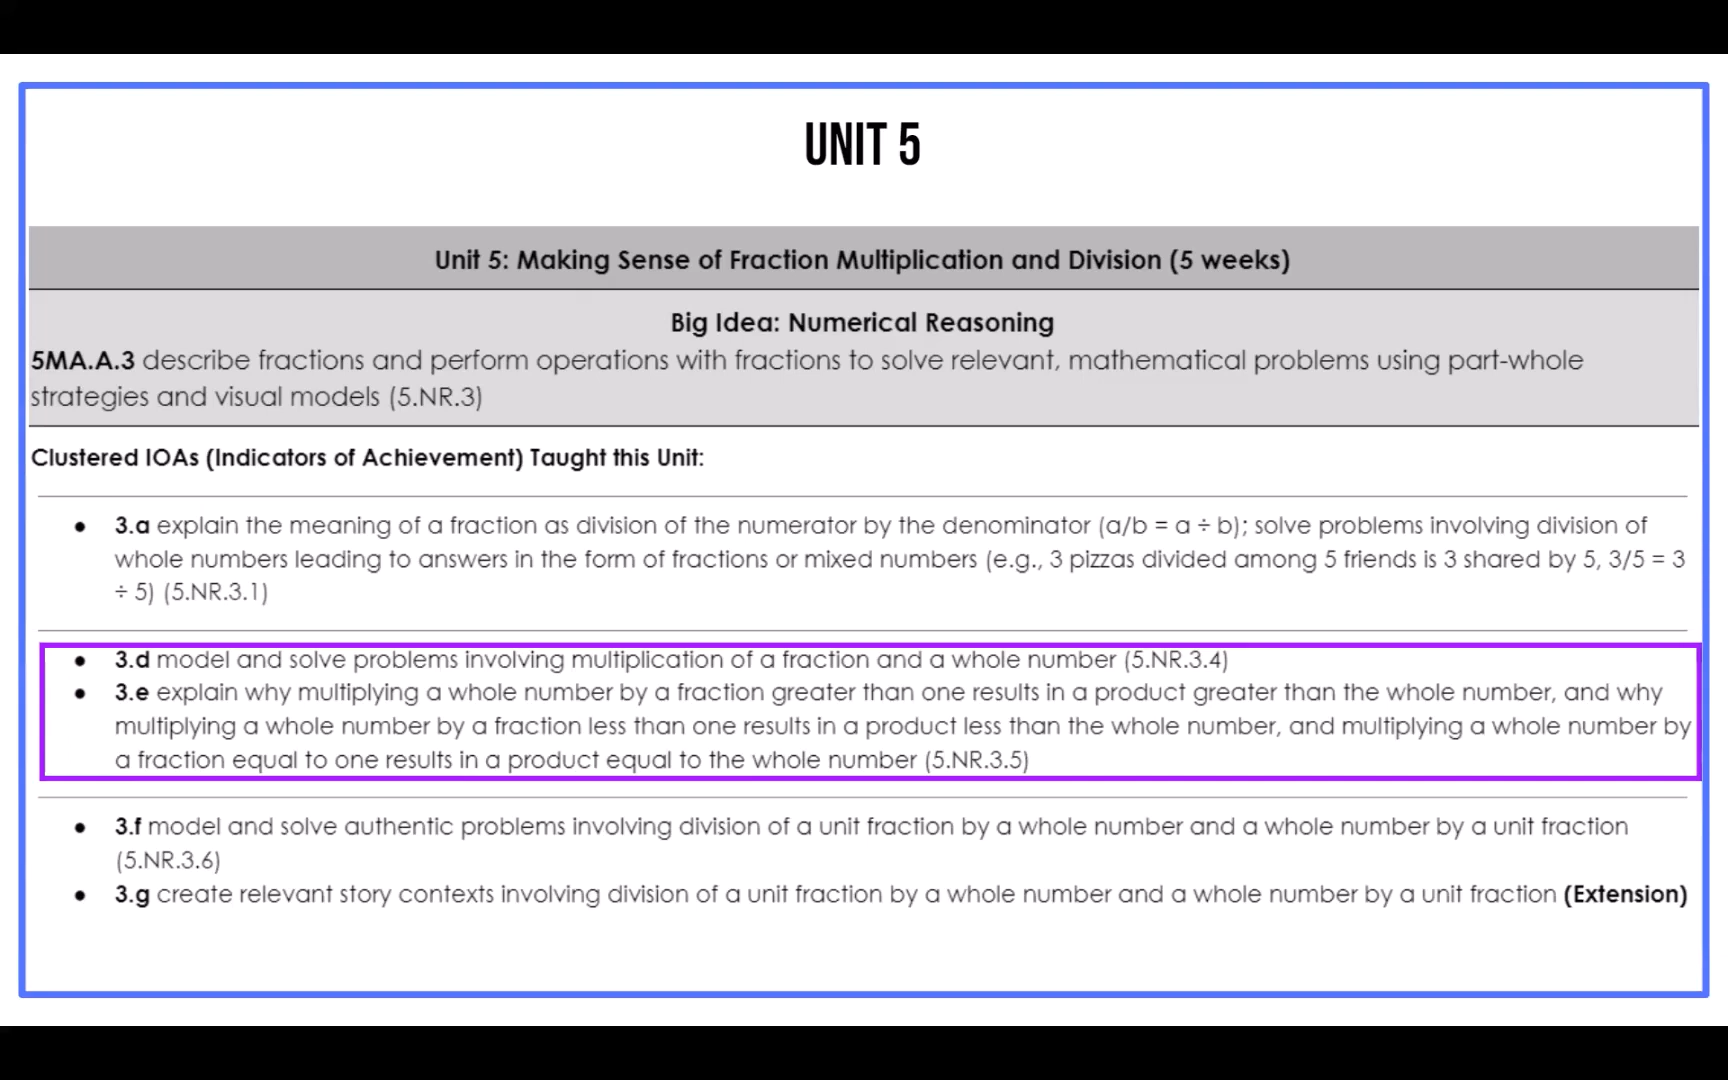 UNIT 5
Unit 5: Making Sense of Fraction Multiplication and Division (5 weeks)
Big Idea: Numerical Reasoning
5MA.A.3 describe fractions and perform operations with fractions to solve relevant, mathematical problems using part-whole
strategies and visual models (5.NR.3)
Clustered IOAs (Indicators of Achievement) Taught this Unit:
● 3.a explain the meaning of a fraction as division of the numerator by the denominator (a/b = a ÷ b); solve problems involving division of
whole numbers leading to answers in the form of fractions or mixed numbers (e.g., 3 pizzas divided among 5 friends is 3 shared by 5, 3/5 = 3
÷ 5) (5.NR.3.1)
● 3.d model and solve problems involving multiplication of a fraction and a whole number (5.NR.3.4)
● 3.e explain why multiplying a whole number by a fraction greater than one results in a product greater than the whole number, and why
multiplying a whole number by a fraction less than one results in a product less than the whole number, and multiplying a whole number by
a fraction equal to one results in a product equal to the whole number (5.NR.3.5)
● 3.f model and solve authentic problems involving division of a unit fraction by a whole number and a whole number by a unit fraction
(5.NR.3.6)
● 3.g create relevant story contexts involving division of a unit fraction by a whole number and a whole number by a unit fraction (Extension)